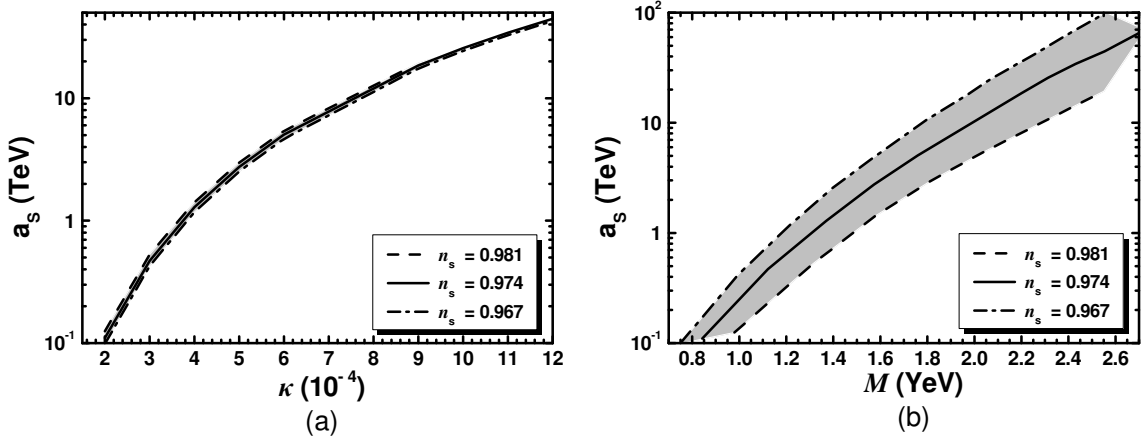 a_S (TeV)
10
1
10^-1
n_s = 0.981
n_s = 0.974
n_s = 0.967
2 3 4 5 6 7 8 9 10 11 12
κ (10^-4)
(a)
a_S (TeV)
10^2
10
1
10^-1
n_s = 0.981
n_s = 0.974
n_s = 0.967
0.8 1.0 1.2 1.4 1.6 1.8 2.0 2.2 2.4 2.6
M (YeV)
(b)